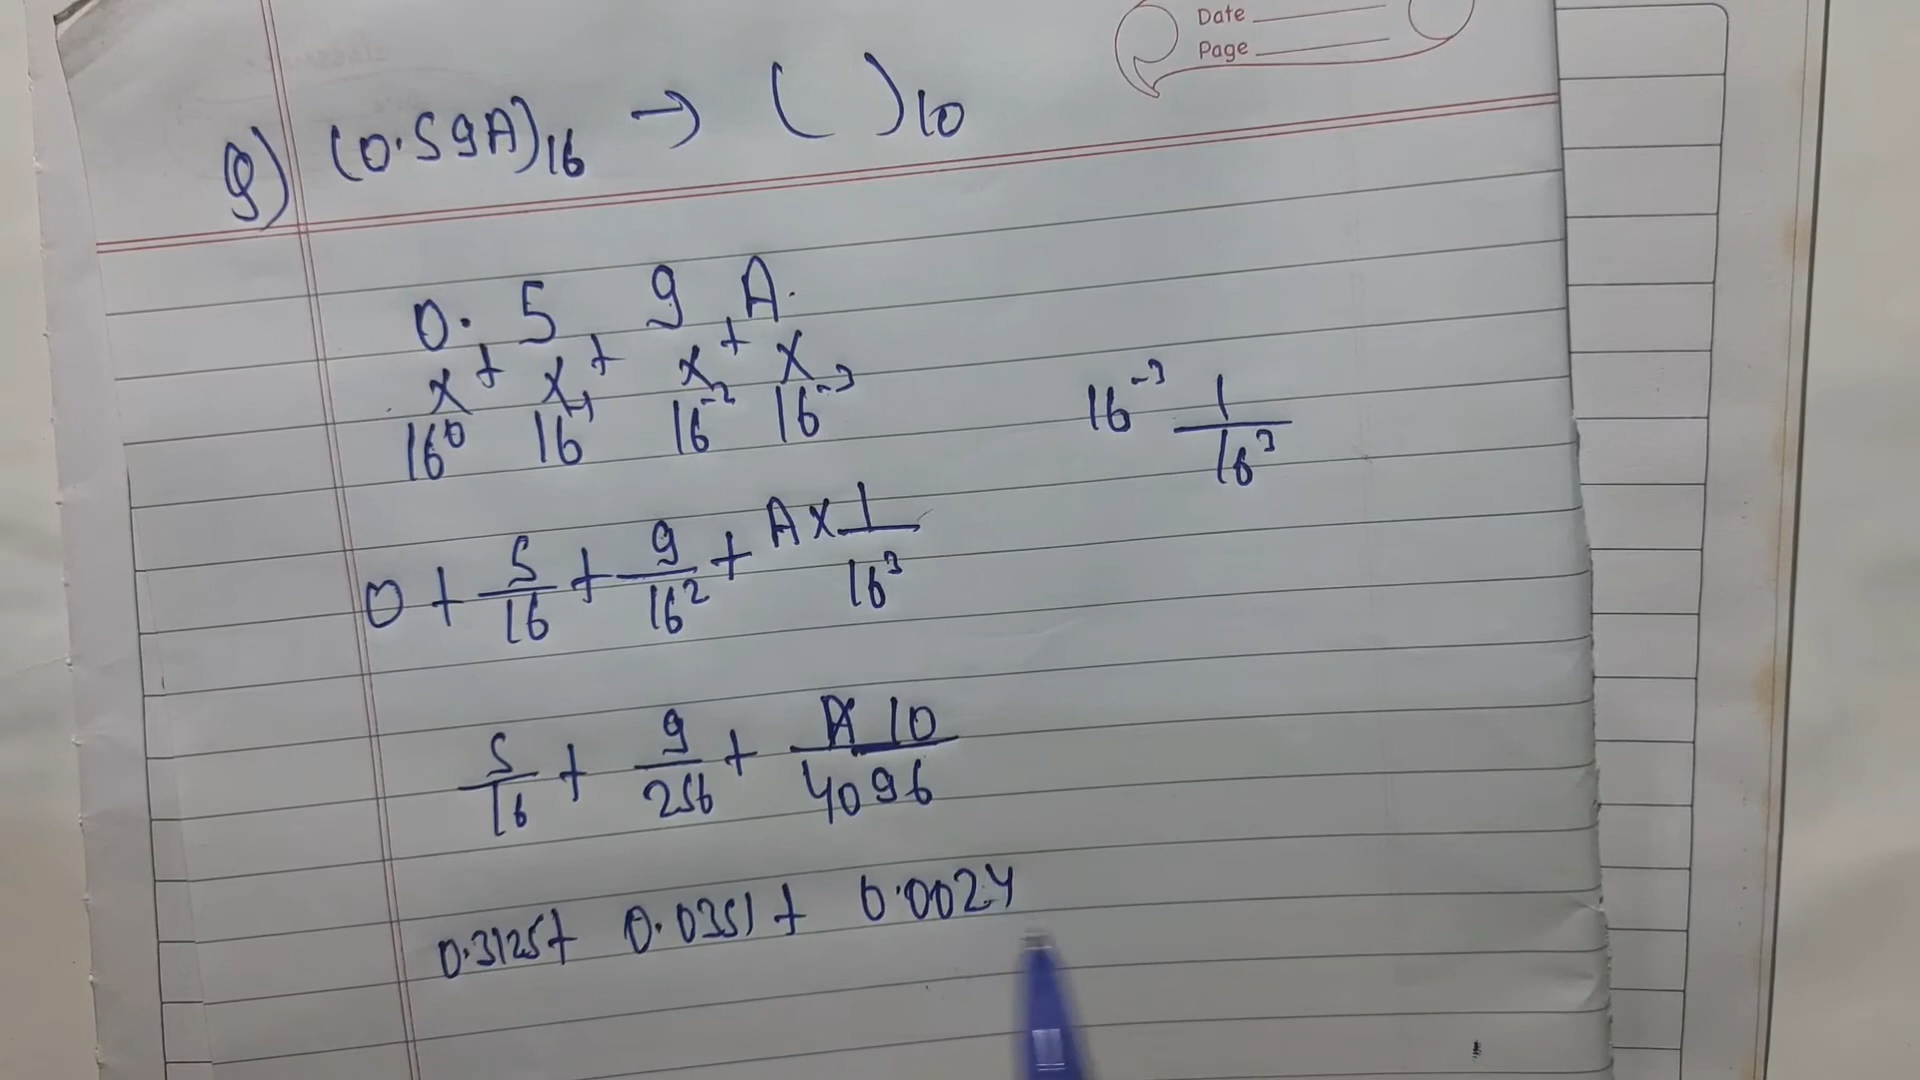 Date
Page
Q) (0.59A)16 → ( )10
0. 5 9 A.
x + x + x + x
16^0 16^-1 16^-2 16^-3
16^-3 1/16^3
0 + 5/16 + 9/16^2 + A x 1/16^3
5/16 + 9/256 + A 10/4096
0.3125+ 0.0351+ 0.0024